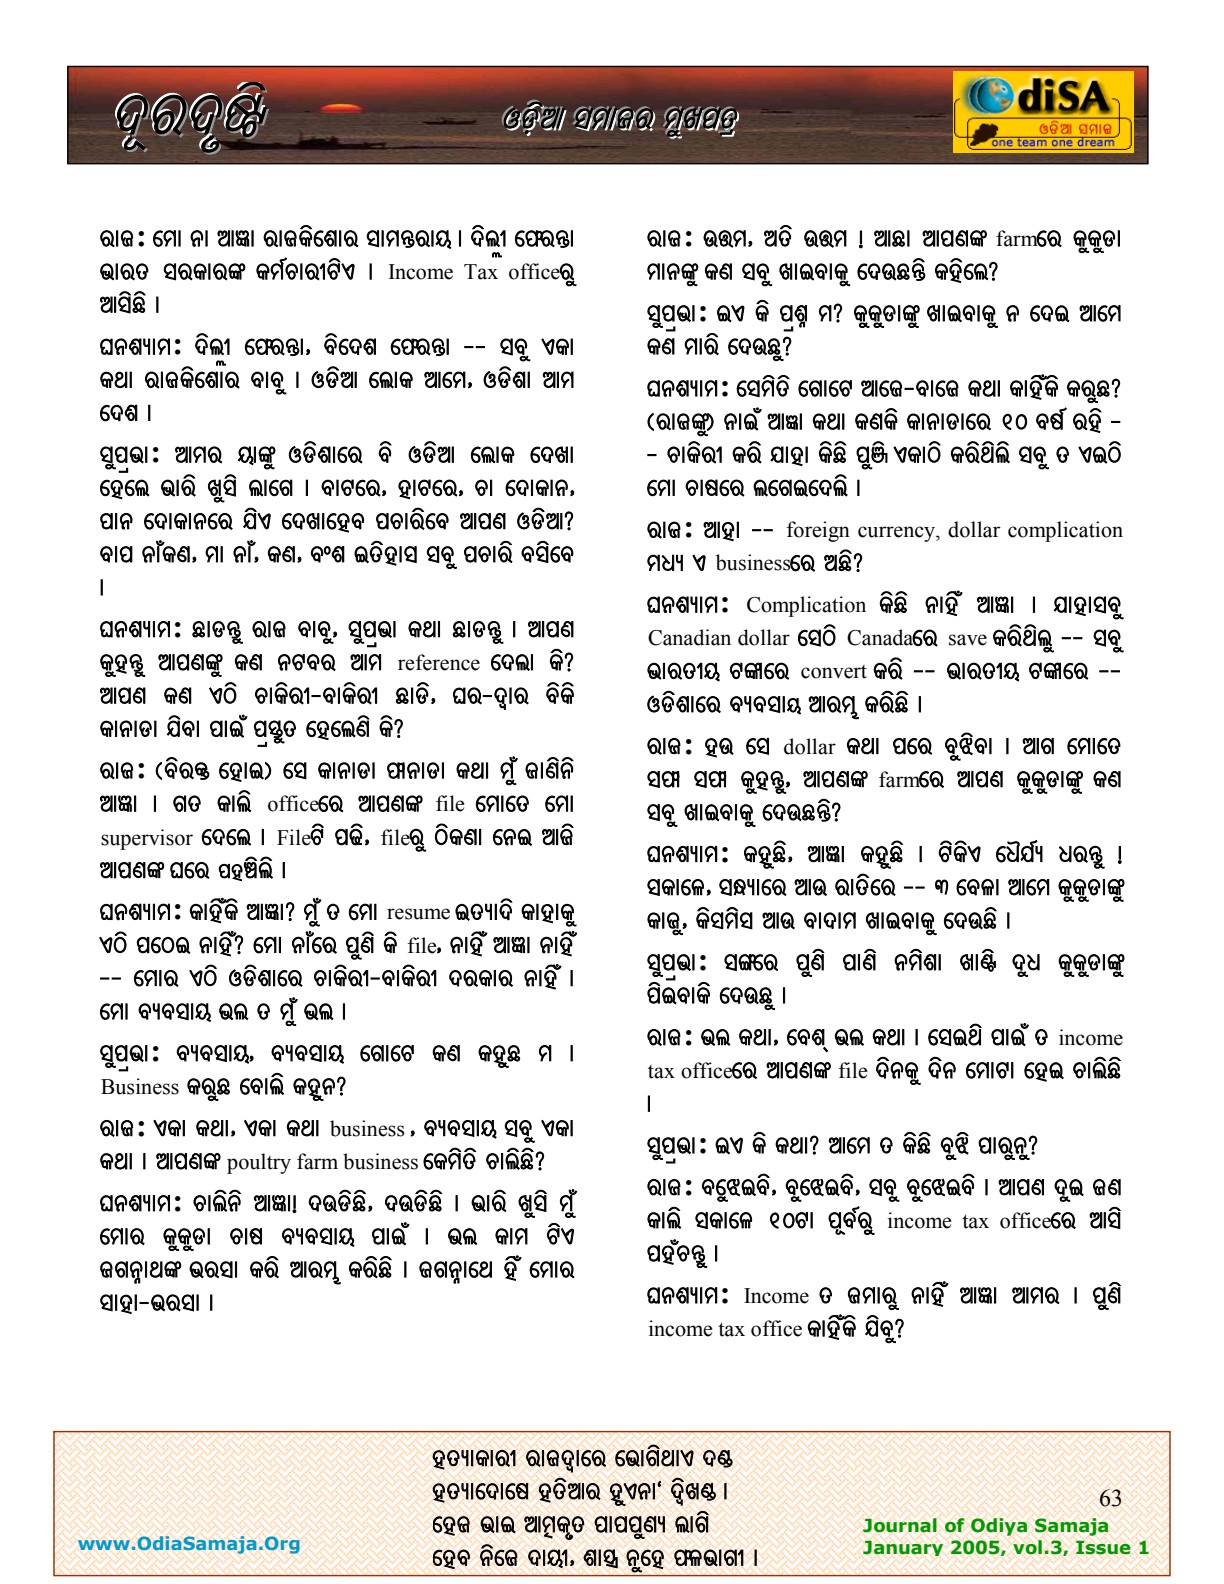 ଦୂରଦୃଷ୍ଟି
ଓଡ଼ିଆ ସମାଜର ମୁଖପତ୍ର
diSA
ଓଡିଆ ସମାଜ
one team one dream
ରାଜ: ମୋ ନା ଆଜ୍ଞା ରାଜକିଶୋର ସାମନ୍ତରାୟ । ଦିଲ୍ଲୀ ଫେରନ୍ତା
ଭାରତ ସରକାରଙ୍କ କର୍ମଚାରୀଟିଏ । Income Tax officeରୁ
ଆସିଛି ।
ଘନଶ୍ୟାମ: ଦିଲ୍ଲୀ ଫେରନ୍ତା, ବିଦେଶ ଫେରନ୍ତା -- ସବୁ ଏକା
କଥା ରାଜକିଶୋର ବାବୁ । ଓଡିଆ ଲୋକ ଆମେ, ଓଡିଶା ଆମ
ଦେଶ ।
ସୁପ୍ରଭା: ଆମର ୟାଙ୍କୁ ଓଡିଶାରେ ବି ଓଡିଆ ଲୋକ ଦେଖା
ହେଲେ ଭାରି ଖୁସି ଲାଗେ । ବାଟରେ, ହାଟରେ, ଚା ଦୋକାନ,
ପାନ ଦୋକାନରେ ଯିଏ ଦେଖାହେବ ପଚାରିବେ ଆପଣ ଓଡିଆ?
ବାପ ନାଁକଣ, ମା ନାଁ, କଣ, ବଂଶ ଇତିହାସ ସବୁ ପଚାରି ବସିବେ
।
ଘନଶ୍ୟାମ: ଛାଡନ୍ତୁ ରାଜ ବାବୁ, ସୁପ୍ରଭା କଥା ଛାଡନ୍ତୁ । ଆପଣ
କୁହନ୍ତୁ ଆପଣଙ୍କୁ କଣ ନଟବର ଆମ reference ଦେଲା କି?
ଆପଣ କଣ ଏଠି ଚାକିରୀ-ବାକିରୀ ଛାଡି, ଘର-ଦ୍ୱାର ବିକି
କାନାଡା ଯିବା ପାଇଁ ପ୍ରସ୍ତୁତ ହେଲେଣି କି?
ରାଜ: (ବିରକ୍ତ ହୋଇ) ସେ କାନାଡା ଫାନାଡା କଥା ମୁଁ ଜାଣିନି
ଆଜ୍ଞା । ଗତ କାଲି officeରେ ଆପଣଙ୍କ file ମୋତେ ମୋ
supervisor ଦେଲେ । Fileଟି ପଢି, fileରୁ ଠିକଣା ନେଇ ଆଜି
ଆପଣଙ୍କ ଘରେ ପହଞ୍ଚିଲି ।
ଘନଶ୍ୟାମ: କାହିଁକି ଆଜ୍ଞା? ମୁଁ ତ ମୋ resume ଇତ୍ୟାଦି କାହାକୁ
ଏଠି ପଠେଇ ନାହିଁ? ମୋ ନାଁରେ ପୁଣି କି file, ନାହିଁ ଆଜ୍ଞା ନାହିଁ
-- ମୋର ଏଠି ଓଡିଶାରେ ଚାକିରୀ-ବାକିରୀ ଦରକାର ନାହିଁ ।
ମୋ ବ୍ୟବସାୟ ଭଲ ତ ମୁଁ ଭଲ ।
ସୁପ୍ରଭା: ବ୍ୟବସାୟ, ବ୍ୟବସାୟ ଗୋଟେ କଣ କହୁଛ ମ ।
Business କରୁଛ ବୋଲି କହୁନ?
ରାଜ: ଏକା କଥା, ଏକା କଥା business , ବ୍ୟବସାୟ ସବୁ ଏକା
କଥା । ଆପଣଙ୍କ poultry farm business କେମିତି ଚାଲିଛି?
ଘନଶ୍ୟାମ: ଚାଲିନି ଆଜ୍ଞା! ଦଉଡିଛି, ଦଉଡିଛି । ଭାରି ଖୁସି ମୁଁ
ମୋର କୁକୁଡା ଚାଷ ବ୍ୟବସାୟ ପାଇଁ । ଭଲ କାମ ଟିଏ
ଜଗନ୍ନାଥଙ୍କ ଭରସା କରି ଆରମ୍ଭ କରିଛି । ଜଗନ୍ନାଥେ ହିଁ ମୋର
ସାହା-ଭରସା ।
ରାଜ: ଉତ୍ତମ, ଅତି ଉତ୍ତମ ! ଆଛା ଆପଣଙ୍କ farmରେ କୁକୁଡା
ମାନଙ୍କୁ କଣ ସବୁ ଖାଇବାକୁ ଦେଉଛନ୍ତି କହିଲେ?
ସୁପ୍ରଭା: ଇଏ କି ପ୍ରଶ୍ନ ମ? କୁକୁଡାଙ୍କୁ ଖାଇବାକୁ ନ ଦେଇ ଆମେ
କଣ ମାରି ଦେଉଛୁ?
ଘନଶ୍ୟାମ: ସେମିତି ଗୋଟେ ଆଜେ-ବାଜେ କଥା କାହିଁକି କରୁଛ?
(ରାଜଙ୍କୁ) ନାଇଁ ଆଜ୍ଞା କଥା କଣକି କାନାଡାରେ ୧୦ ବର୍ଷ ରହି -
- ଚାକିରୀ କରି ଯାହା କିଛି ପୁଞ୍ଜି ଏକାଠି କରିଥିଲି ସବୁ ତ ଏଇଠି
ମୋ ଚାଷରେ ଲଗେଇଦେଲି ।
ରାଜ: ଆହା -- foreign currency, dollar complication
ମଧ୍ୟ ଏ businessରେ ଅଛି?
ଘନଶ୍ୟାମ: Complication କିଛି ନାହିଁ ଆଜ୍ଞା । ଯାହାସବୁ
Canadian dollar ସେଠି Canadaରେ save କରିଥିଲୁ -- ସବୁ
ଭାରତୀୟ ଟଙ୍କାରେ convert କରି -- ଭାରତୀୟ ଟଙ୍କାରେ --
ଓଡିଶାରେ ବ୍ୟବସାୟ ଆରମ୍ଭ କରିଛି ।
ରାଜ: ହଉ ସେ dollar କଥା ପରେ ବୁଝିବା । ଆଗ ମୋତେ
ସଫା ସଫା କୁହନ୍ତୁ, ଆପଣଙ୍କ farmରେ ଆପଣ କୁକୁଡାଙ୍କୁ କଣ
ସବୁ ଖାଇବାକୁ ଦେଉଛନ୍ତି?
ଘନଶ୍ୟାମ: କହୁଛି, ଆଜ୍ଞା କହୁଛି । ଟିକିଏ ଧୈର୍ଯ୍ୟ ଧରନ୍ତୁ !
ସକାଳେ, ସନ୍ଧ୍ୟାରେ ଆଉ ରାତିରେ -- ୩ ବେଳା ଆମେ କୁକୁଡାଙ୍କୁ
କାଜୁ, କିସମିସ ଆଉ ବାଦାମ ଖାଇବାକୁ ଦେଉଛି ।
ସୁପ୍ରଭା: ସଙ୍ଗରେ ପୁଣି ପାଣି ନମିଶା ଖାଣ୍ଟି ଦୁଧ କୁକୁଡାଙ୍କୁ
ପିଇବାକି ଦେଉଛୁ ।
ରାଜ: ଭଲ କଥା, ବେଶ୍ ଭଲ କଥା । ସେଇଥି ପାଇଁ ତ income
tax officeରେ ଆପଣଙ୍କ file ଦିନକୁ ଦିନ ମୋଟା ହେଇ ଚାଲିଛି
।
ସୁପ୍ରଭା: ଇଏ କି କଥା? ଆମେ ତ କିଛି ବୁଝି ପାରୁନୁ?
ରାଜ: ବଝେୁଇବି, ବୁଝେଇବି, ସବୁ ବୁଝେଇବି । ଆପଣ ଦୁଇ ଜଣ
କାଲି ସକାଳେ ୧୦ଟା ପୂର୍ବରୁ income tax officeରେ ଆସି
ପହଁଚନ୍ତୁ ।
ଘନଶ୍ୟାମ: Income ତ ଜମାରୁ ନାହିଁ ଆଜ୍ଞା ଆମର । ପୁଣି
income tax office କାହିଁକି ଯିବୁ?
ହତ୍ୟାକାରୀ ରାଜଦ୍ୱାରେ ଭୋଗିଥାଏ ଦଣ୍ଡ
ହତ୍ୟାଦୋଷେ ହତିଆର ହୁଏନା‘ ଦ୍ୱିଖଣ୍ଡ ।
ହେଜ ଭାଇ ଆତ୍ମକୃତ ପାପପୁଣ୍ୟ ଲାଗି
ହେବ ନିଜେ ଦାୟୀ, ଶାସ୍ତ୍ର ନୁହେ ଫଳଭାଗୀ ।
63
www.OdiaSamaja.Org
Journal of Odiya Samaja
January 2005, vol.3, Issue 1